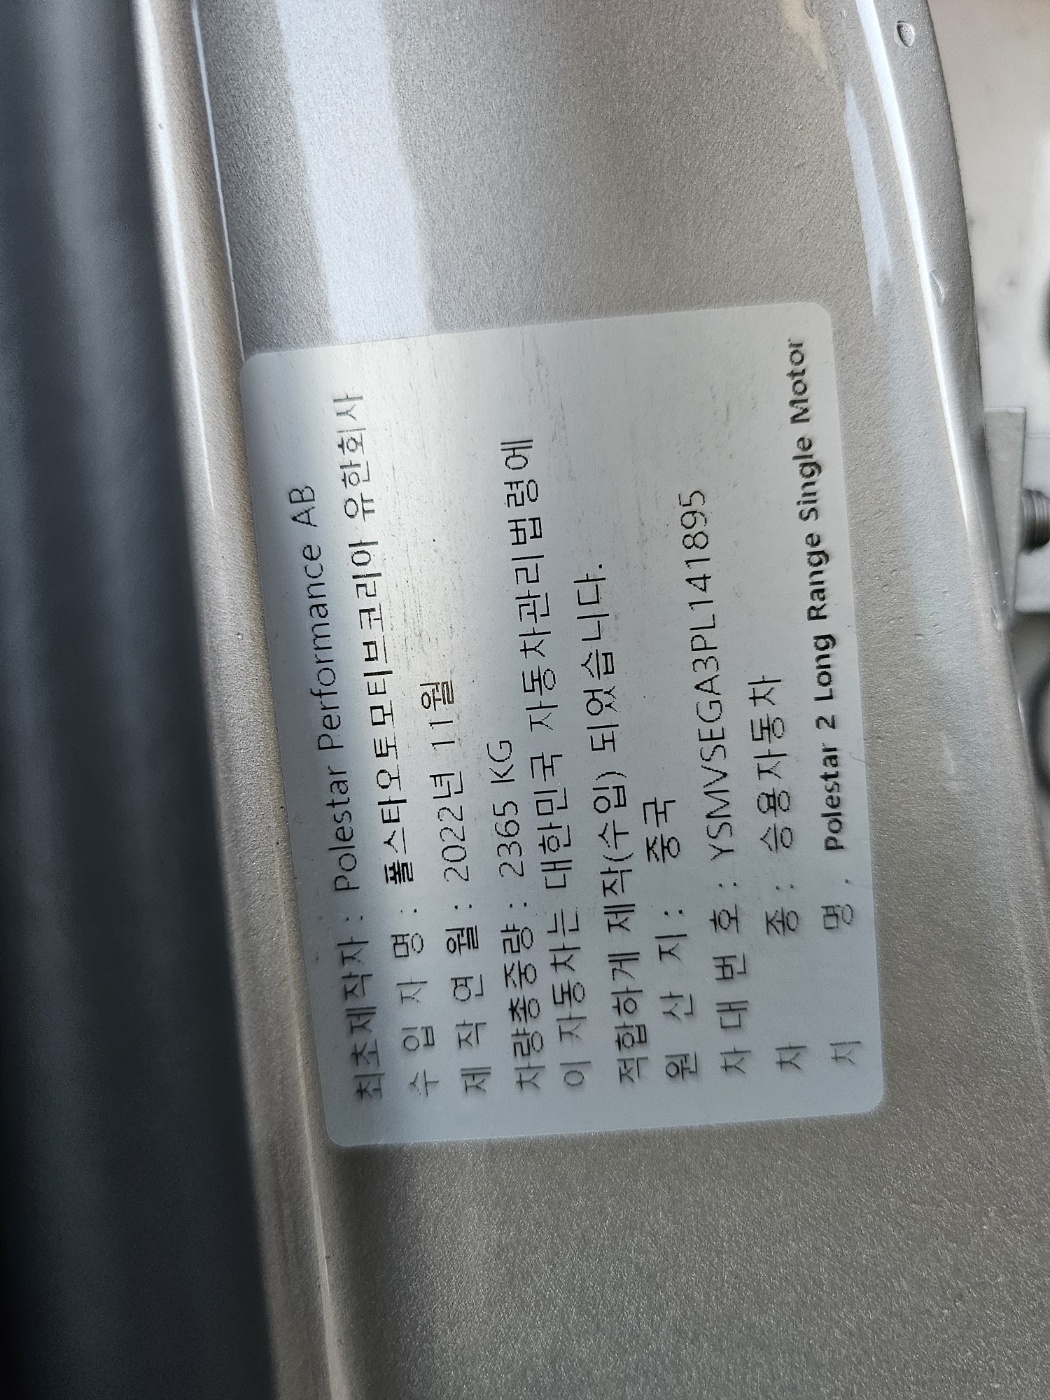 최초제작자 : Polestar Performance AB
수 입 자 명 : 폴스타오토모티브코리아 유한회사
제 작 연 월 : 2022년 11월
차량총중량 : 2365 KG
이 자동차는 대한민국 자동차관리법령에
적합하게 제작(수입) 되었습니다.
원 산 지 : 중국
차 대 번 호 : YSMVSEGA3PL141895
차 종 : 승용자동차
차 명 : Polestar 2 Long Range Single Motor